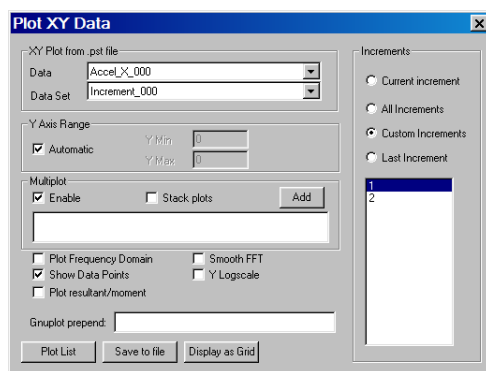 Plot XY Data
XY Plot from .pst file
Data Accel_X_000
Data Set Increment_000
Y Axis Range
Automatic
Y Min 0
Y Max 0
Multiplot
Enable Stack plots Add
Plot Frequency Domain Smooth FFT
Show Data Points Y Logscale
Plot resultant/moment
Gnuplot prepend:
Plot List Save to file Display as Grid
Increments
Current increment
All Increments
Custom Increments
Last Increment
1
2